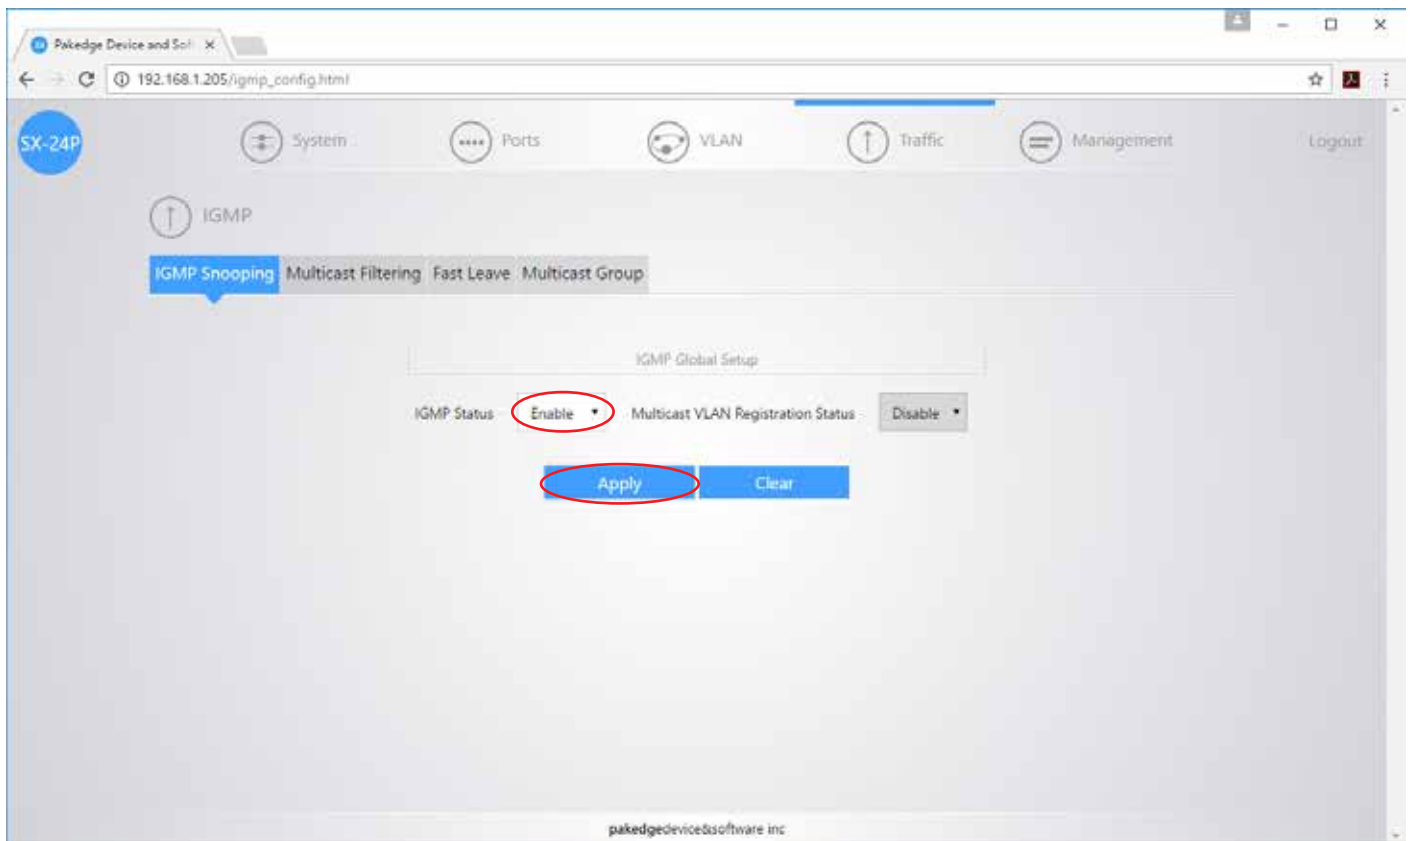 Pakedge Device and Sof
192.168.1.205/igmp_config.html
SX-24P
System
Ports
VLAN
Traffic
Management
Logout
IGMP
IGMP Snooping Multicast Filtering Fast Leave Multicast Group
IGMP Global Setup
IGMP Status Enable Multicast VLAN Registration Status Disable
Apply Clear
pakedgedevice&software inc